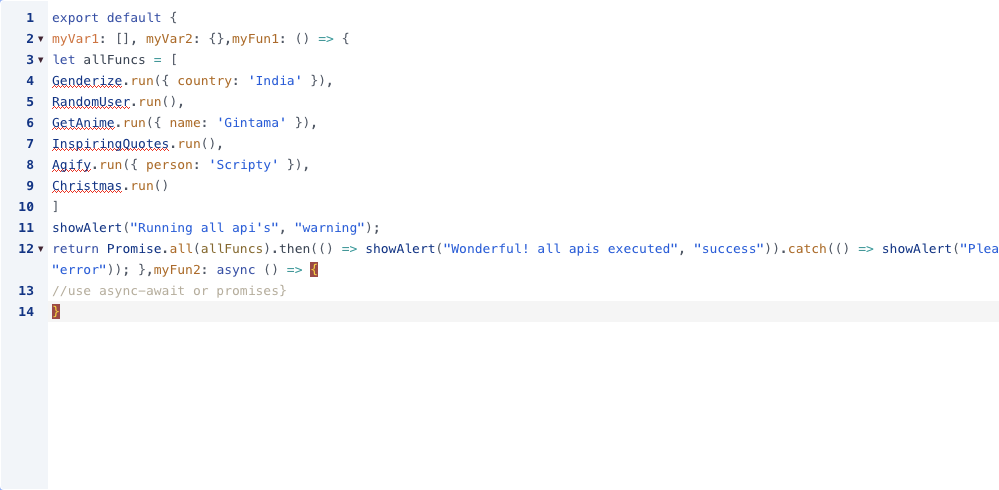 1 export default {
2 myVar1: [], myVar2: {},myFun1: () => {
3 let allFuncs = [
4 Genderize.run({ country: 'India' }),
5 RandomUser.run(),
6 GetAnime.run({ name: 'Gintama' }),
7 InspiringQuotes.run(),
8 Agify.run({ person: 'Scripty' }),
9 Christmas.run()
10 ]
11 showAlert("Running all api's", "warning");
12 return Promise.all(allFuncs).then(() => showAlert("Wonderful! all apis executed", "success")).catch(() => showAlert("Plea
"error")); },myFun2: async () => {
13 //use async-await or promises}
14 }